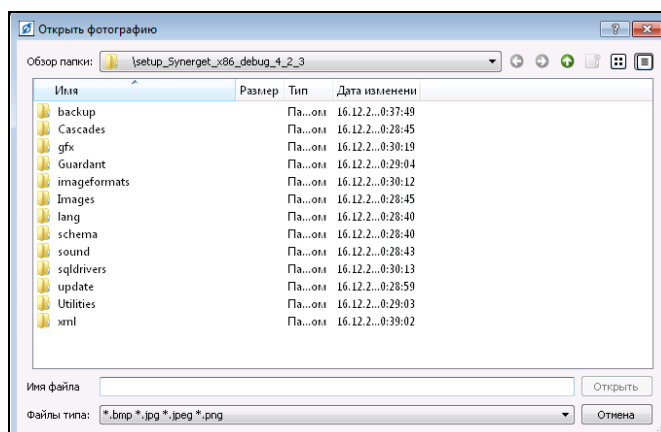 Открыть фотографию
Обзор папки: \setup_Synerget_x86_debug_4_2_3
Имя Размер Тип Дата изменени
backup Па...ом 16.12.2...0:37:49
Cascades Па...ом 16.12.2...0:28:45
gfx Па...ом 16.12.2...0:30:19
Guardant Па...ом 16.12.2...0:29:04
imageformats Па...ом 16.12.2...0:30:12
Images Па...ом 16.12.2...0:28:45
lang Па...ом 16.12.2...0:28:40
schema Па...ом 16.12.2...0:28:40
sound Па...ом 16.12.2...0:28:43
sqldrivers Па...ом 16.12.2...0:30:13
update Па...ом 16.12.2...0:28:59
Utilities Па...ом 16.12.2...0:29:03
xml Па...ом 16.12.2...0:39:02
Имя файла Открыть
Файлы типа: *.bmp *.jpg *.jpeg *.png Отмена